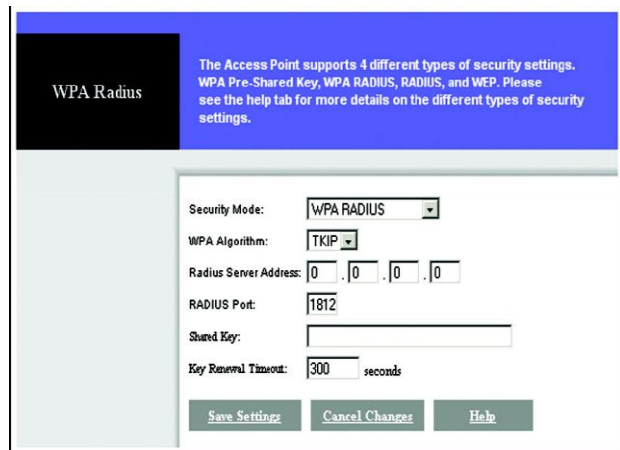 WPA Radius
The Access Point supports 4 different types of security settings.
WPA Pre-Shared Key, WPA RADIUS, RADIUS, and WEP. Please
see the help tab for more details on the different types of security
settings.
Security Mode: WPA RADIUS
WPA Algorithm: TKIP
Radius Server Address: 0 . 0 . 0 . 0
RADIUS Port: 1812
Shared Key:
Key Renewal Timeout: 300 seconds
Save Settings Cancel Changes Help